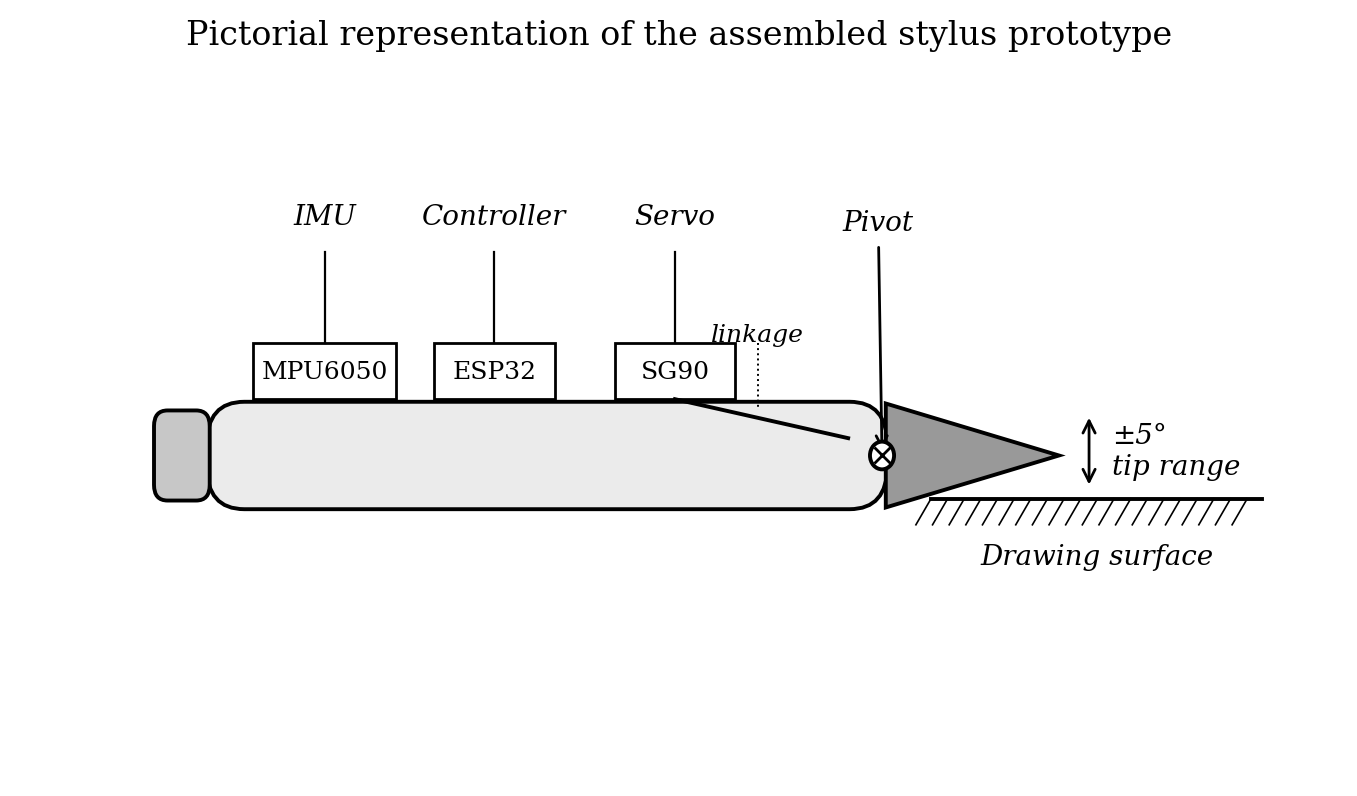 Pictorial representation of the assembled stylus prototype
IMU
Controller
Servo
Pivot
linkage
MPU6050
ESP32
SG90
±5°
tip range
Drawing surface